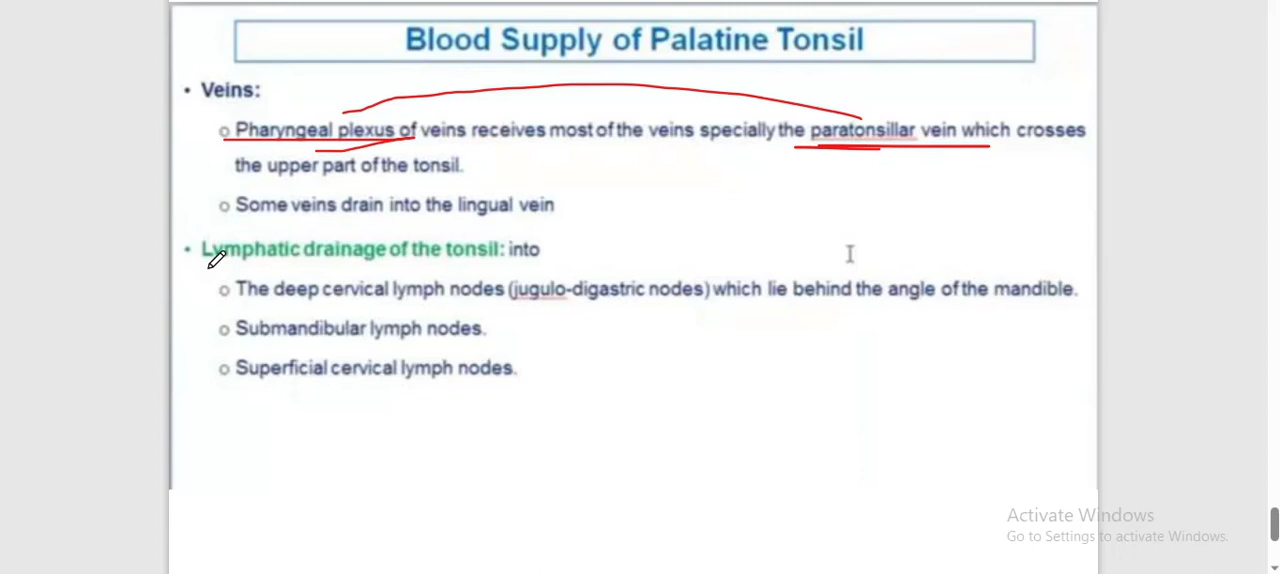 Blood Supply of Palatine Tonsil
• Veins:
o Pharyngeal plexus of veins receives most of the veins specially the paratonsillar vein which crosses
the upper part of the tonsil.
o Some veins drain into the lingual vein
• Lymphatic drainage of the tonsil: into
o The deep cervical lymph nodes (jugulo-digastric nodes) which lie behind the angle of the mandible.
o Submandibular lymph nodes.
o Superficial cervical lymph nodes.
Activate Windows
Go to Settings to activate Windows.